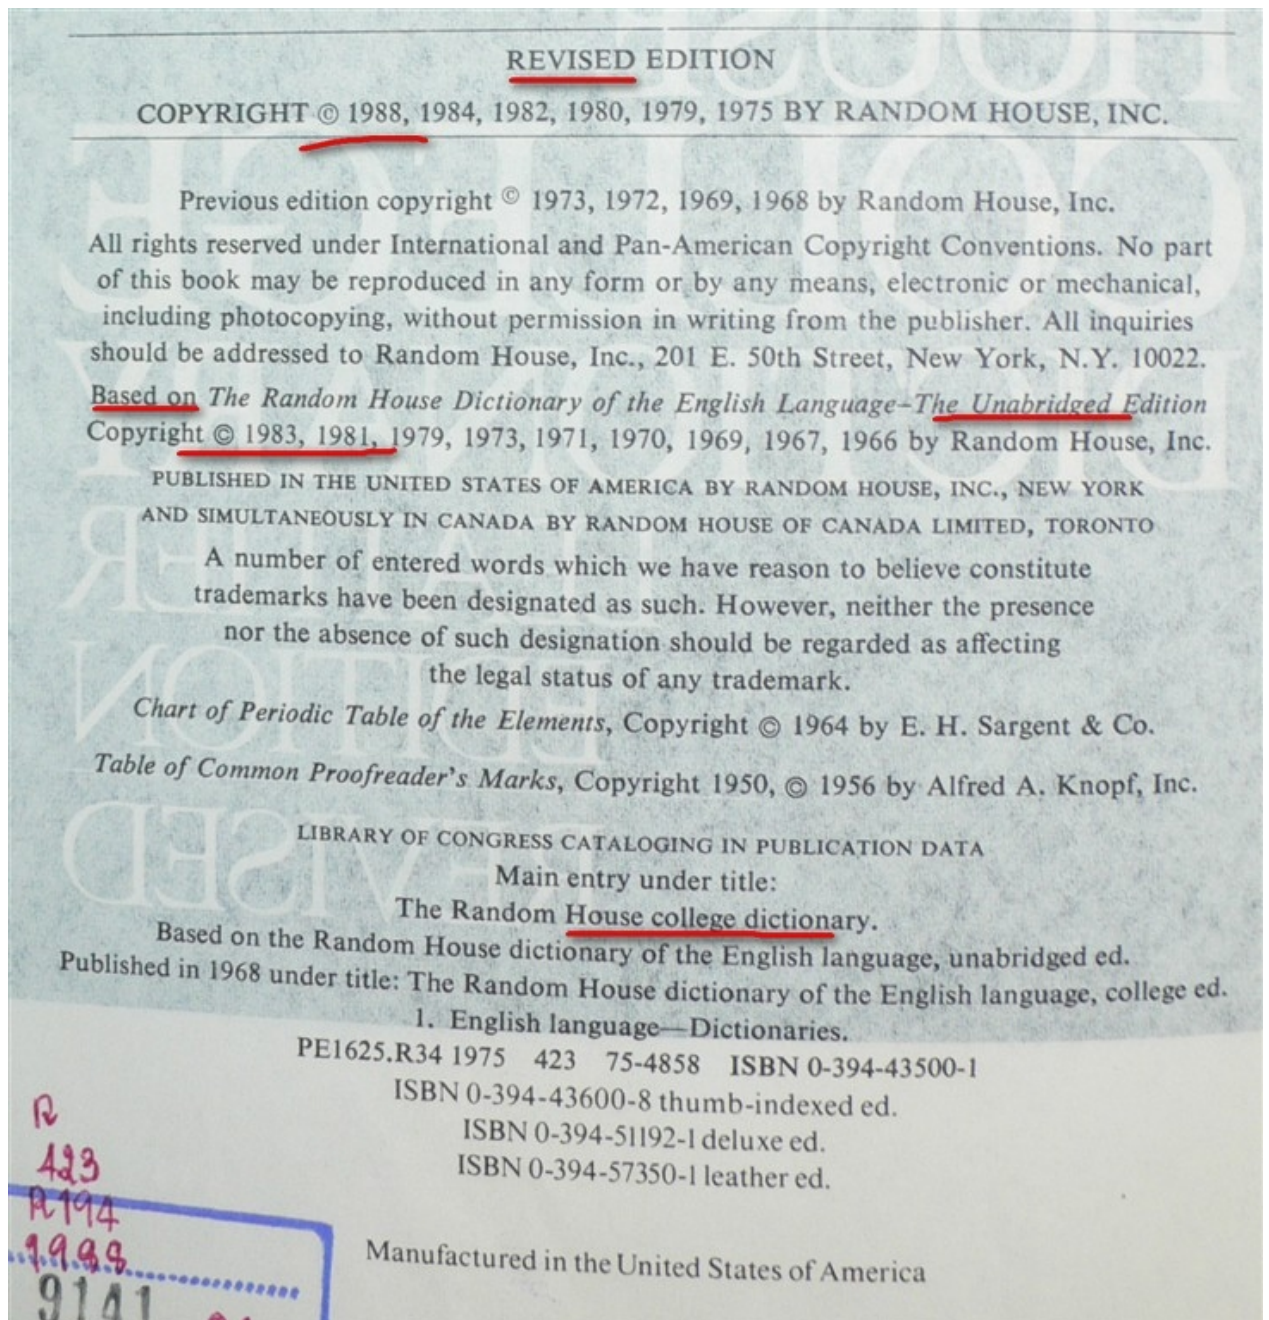 REVISED EDITION
COPYRIGHT © 1988, 1984, 1982, 1980, 1979, 1975 BY RANDOM HOUSE, INC.
Previous edition copyright © 1973, 1972, 1969, 1968 by Random House, Inc.
All rights reserved under International and Pan-American Copyright Conventions. No part
of this book may be reproduced in any form or by any means, electronic or mechanical,
including photocopying, without permission in writing from the publisher. All inquiries
should be addressed to Random House, Inc., 201 E. 50th Street, New York, N.Y. 10022.
Based on The Random House Dictionary of the English Language–The Unabridged Edition
Copyright © 1983, 1981, 1979, 1973, 1971, 1970, 1969, 1967, 1966 by Random House, Inc.
PUBLISHED IN THE UNITED STATES OF AMERICA BY RANDOM HOUSE, INC., NEW YORK
AND SIMULTANEOUSLY IN CANADA BY RANDOM HOUSE OF CANADA LIMITED, TORONTO
A number of entered words which we have reason to believe constitute
trademarks have been designated as such. However, neither the presence
nor the absence of such designation should be regarded as affecting
the legal status of any trademark.
Chart of Periodic Table of the Elements, Copyright © 1964 by E. H. Sargent & Co.
Table of Common Proofreader's Marks, Copyright 1950, © 1956 by Alfred A. Knopf, Inc.
LIBRARY OF CONGRESS CATALOGING IN PUBLICATION DATA
Main entry under title:
The Random House college dictionary.
Based on the Random House dictionary of the English language, unabridged ed.
Published in 1968 under title: The Random House dictionary of the English language, college ed.
1. English language—Dictionaries.
PE1625.R34 1975 423 75-4858 ISBN 0-394-43500-1
ISBN 0-394-43600-8 thumb-indexed ed.
ISBN 0-394-51192-1 deluxe ed.
ISBN 0-394-57350-1 leather ed.
R
423
R194
1988
9141
Manufactured in the United States of America